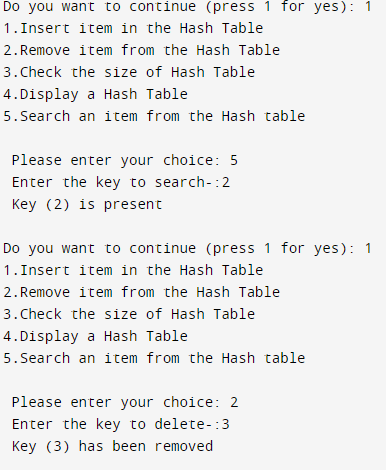 Do you want to continue (press 1 for yes): 1
1.Insert item in the Hash Table
2.Remove item from the Hash Table
3.Check the size of Hash Table
4.Display a Hash Table
5.Search an item from the Hash table
Please enter your choice: 5
Enter the key to search-:2
Key (2) is present
Do you want to continue (press 1 for yes): 1
1.Insert item in the Hash Table
2.Remove item from the Hash Table
3.Check the size of Hash Table
4.Display a Hash Table
5.Search an item from the Hash table
Please enter your choice: 2
Enter the key to delete-:3
Key (3) has been removed